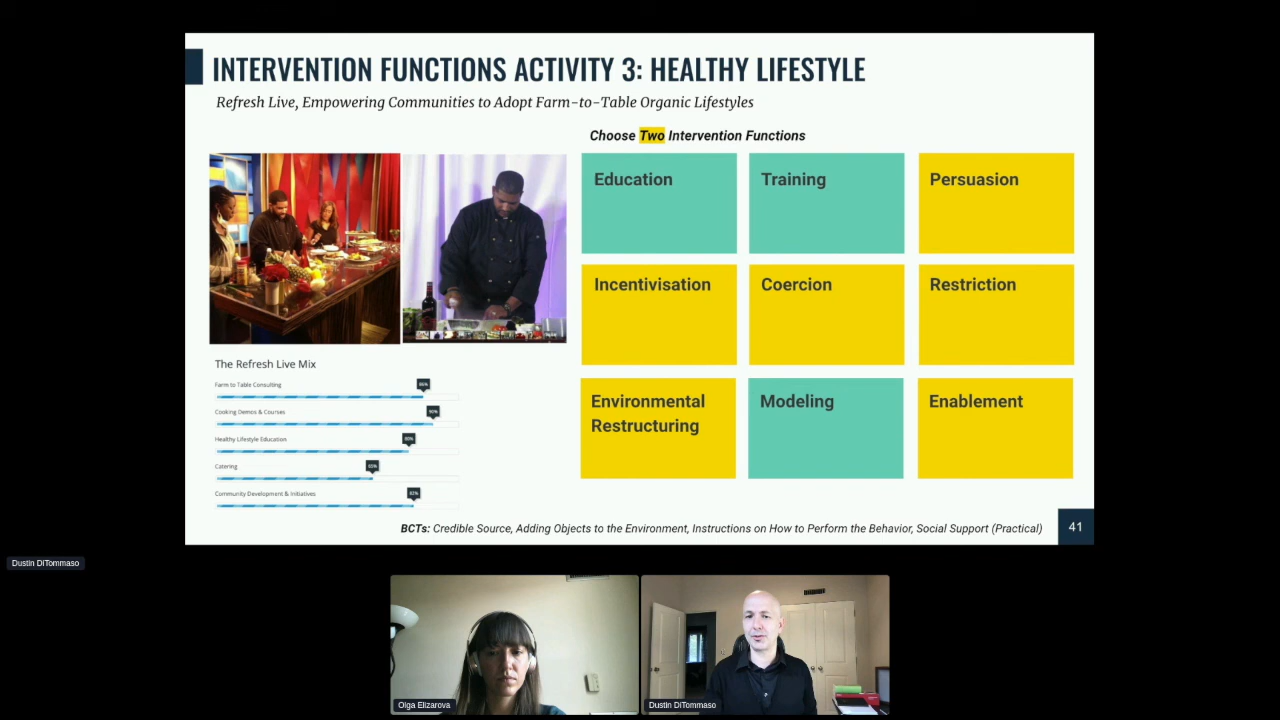 INTERVENTION FUNCTIONS ACTIVITY 3: HEALTHY LIFESTYLE
Refresh Live, Empowering Communities to Adopt Farm-to-Table Organic Lifestyles
Choose Two Intervention Functions
Education
Training
Persuasion
Incentivisation
Coercion
Restriction
Environmental
Restructuring
Modeling
Enablement
The Refresh Live Mix
Farm to Table Consulting
Cooking Demos & Courses
90%
Healthy Lifestyle Education
80%
Catering
65%
Community Development & Initiatives
BCTs: Credible Source, Adding Objects to the Environment, Instructions on How to Perform the Behavior, Social Support (Practical)
41
Dustin DiTommaso
Olga Elizarova
Dustin DiTommaso